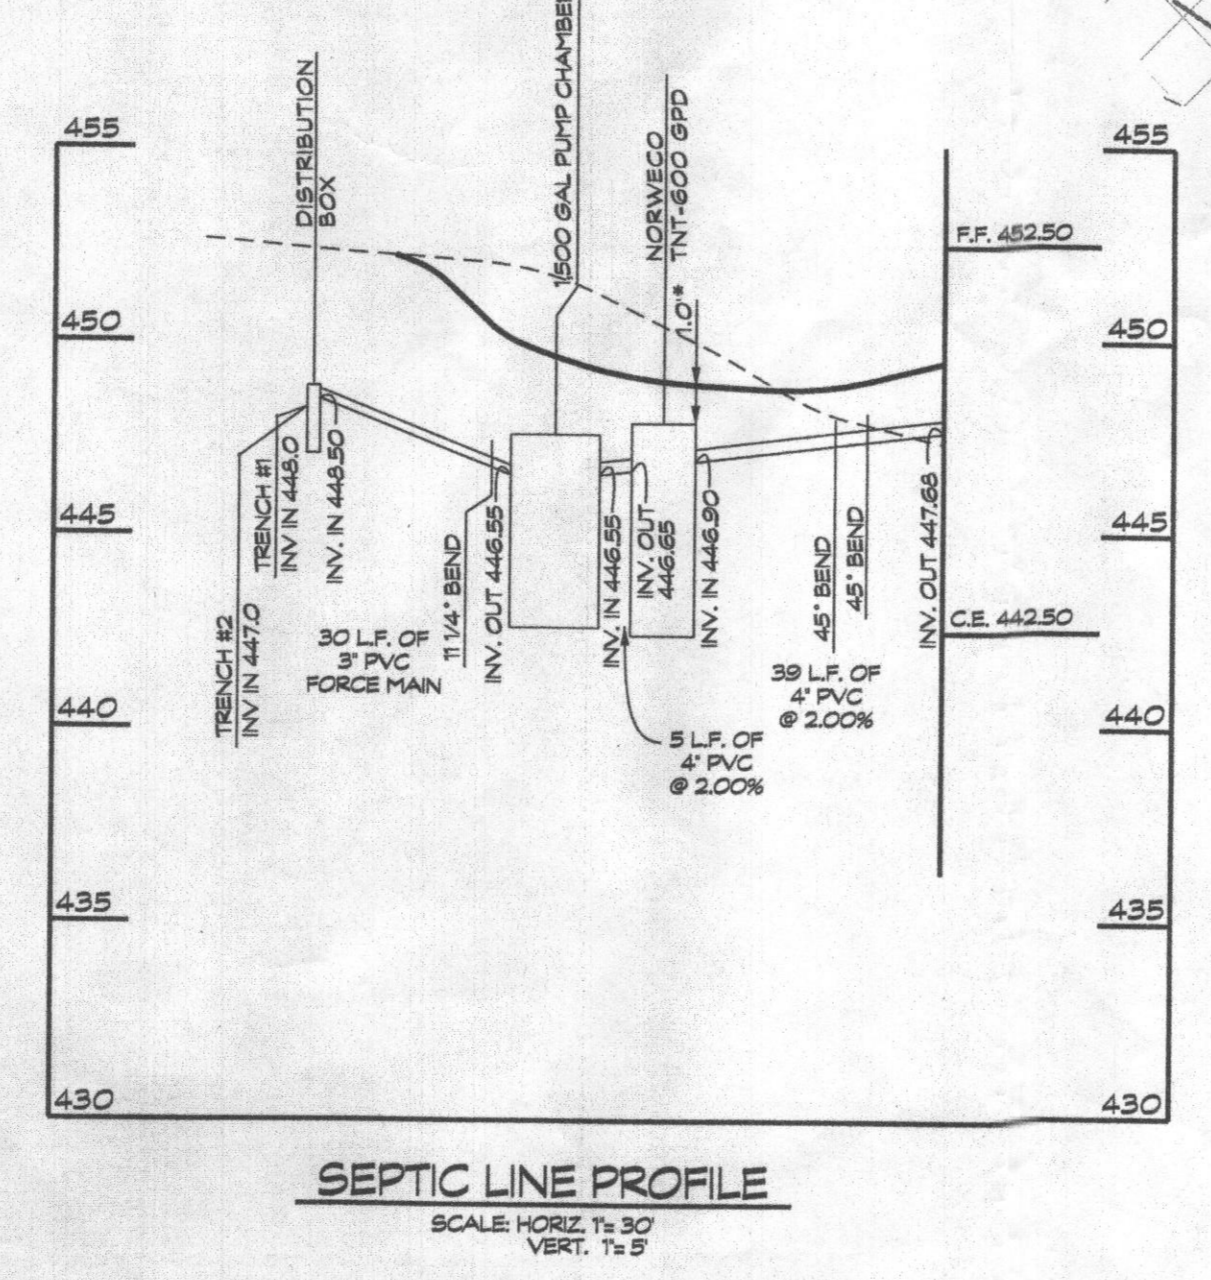 455
450
445
440
435
430
DISTRIBUTION
BOX
1,500 GAL PUMP CHAMBER
NORWECO
TNT-600 GPD
1.0'*
455
F.F. 452.50
450
445
C.E. 442.50
440
435
430
TRENCH #2
INV IN 447.0
TRENCH #1
INV IN 448.0
INV. IN 448.50
30 L.F. OF
3" PVC
FORCE MAIN
11 1/4° BEND
INV. OUT 446.55
INV. IN 446.55
INV. OUT
446.65
INV. IN 446.90
5 L.F. OF
4" PVC
@ 2.00%
45° BEND
45° BEND
39 L.F. OF
4" PVC
@ 2.00%
INV. OUT 447.68
SEPTIC LINE PROFILE
SCALE: HORIZ. 1"= 30'
VERT. 1"= 5'